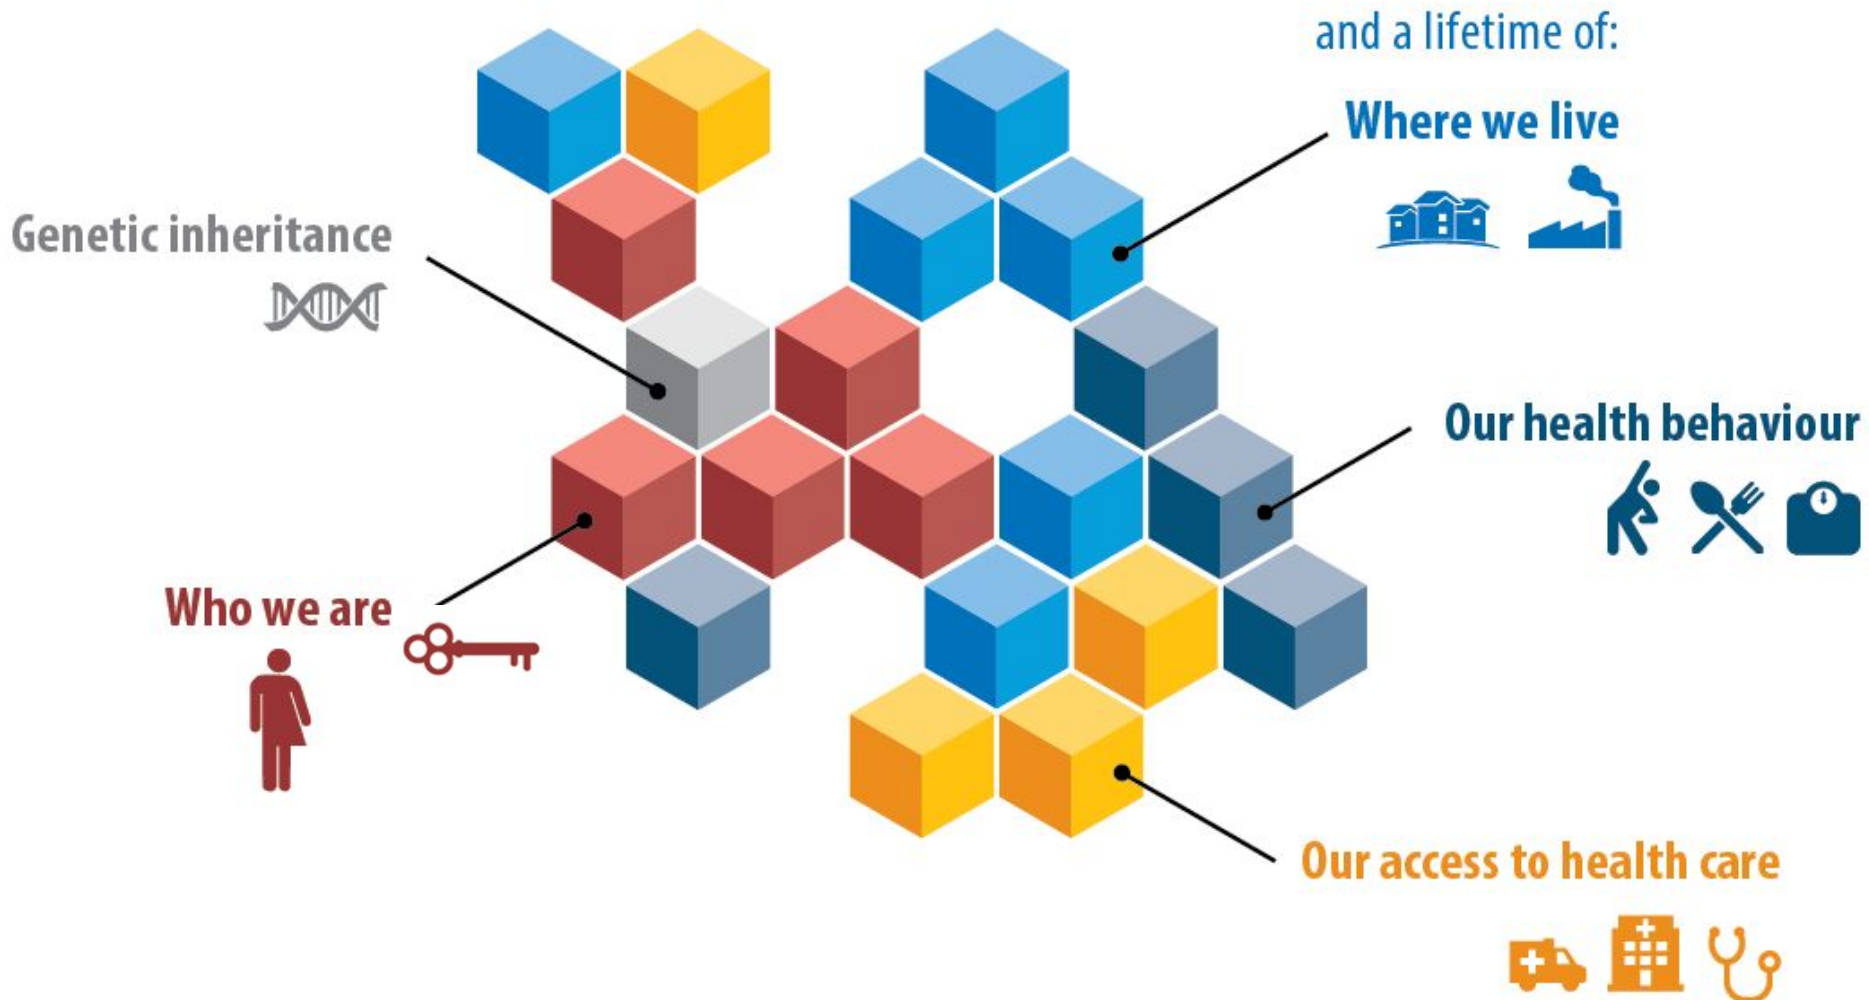 and a lifetime of:
Where we live
Genetic inheritance
Our health behaviour
Who we are
Our access to health care